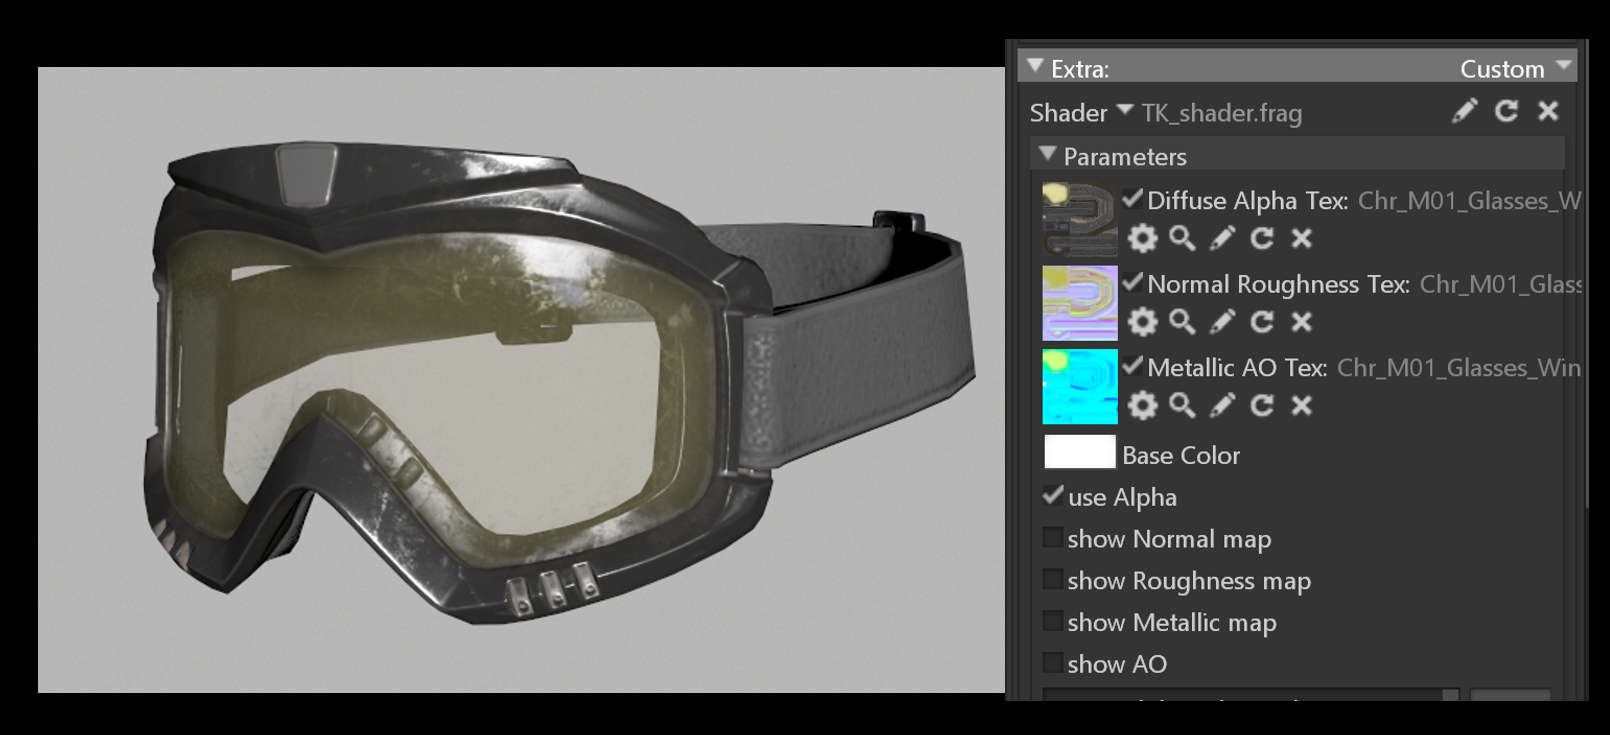 Extra: Custom
Shader TK_shader.frag
Parameters
Diffuse Alpha Tex: Chr_M01_Glasses_W
Normal Roughness Tex: Chr_M01_Glass
Metallic AO Tex: Chr_M01_Glasses_Win
Base Color
use Alpha
show Normal map
show Roughness map
show Metallic map
show AO